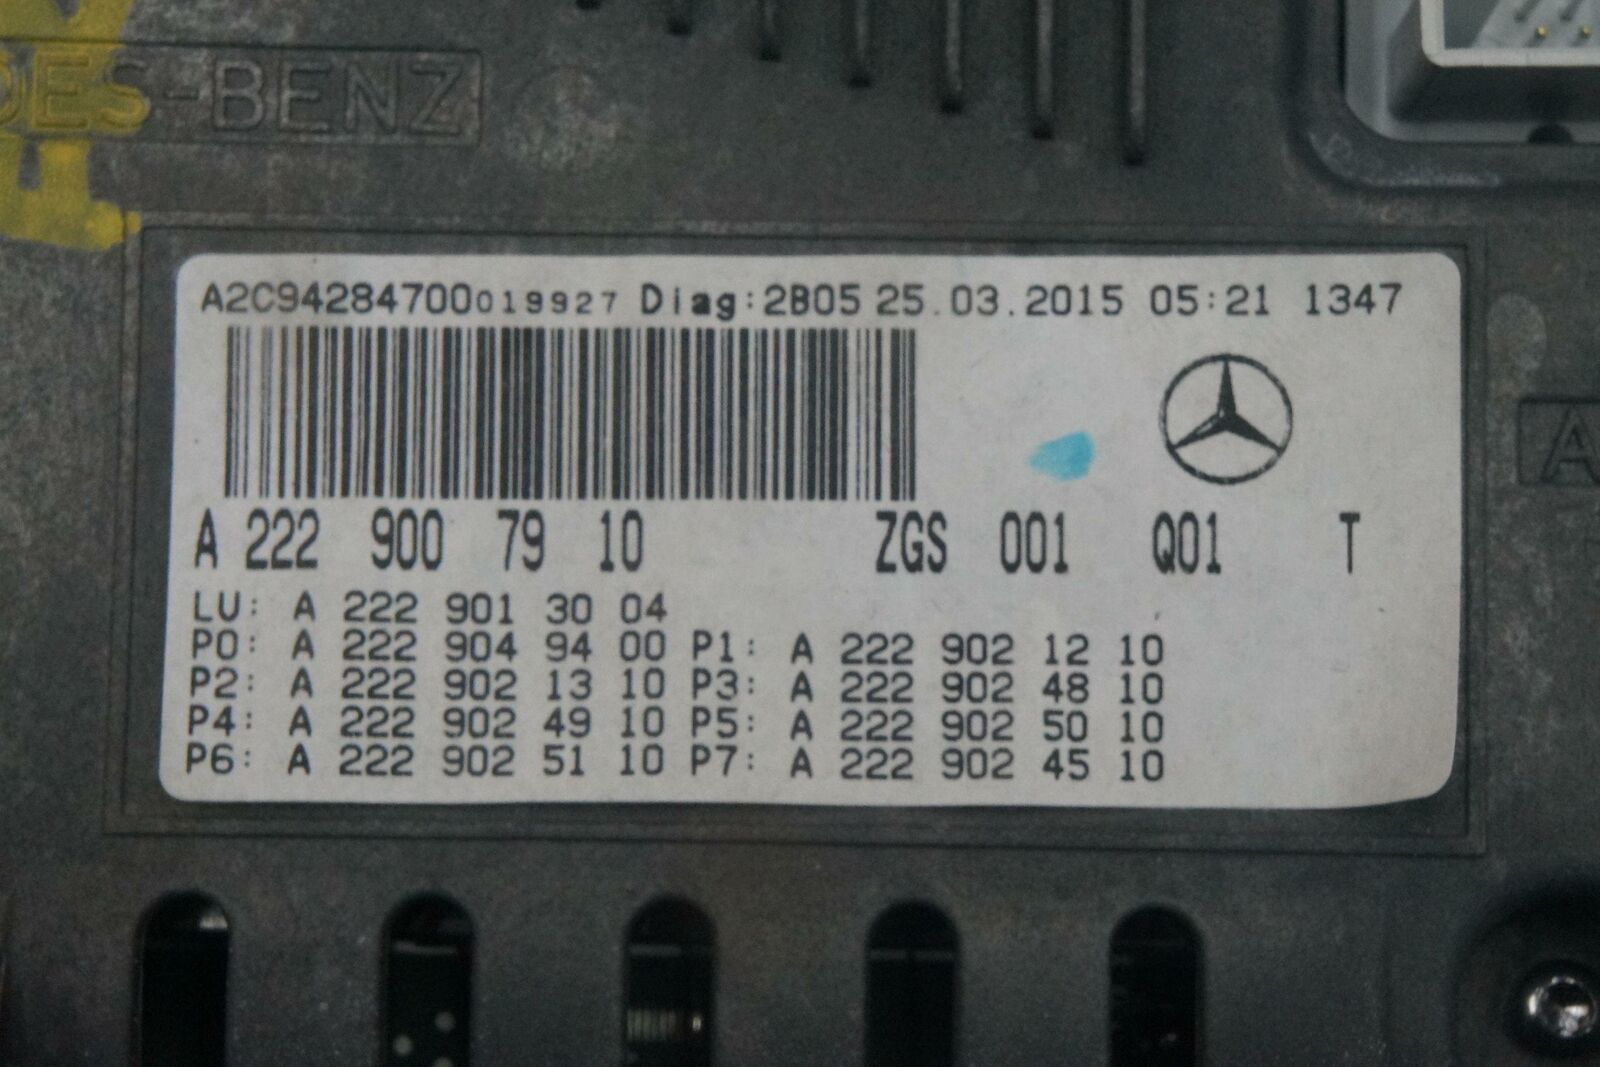 DES-BENZ
A2C94284700019927 Diag:2B05 25.03.2015 05:21 1347
A 222 900 79 10 ZGS 001 Q01 T
LU: A 222 901 30 04
P0: A 222 904 94 00 P1: A 222 902 12 10
P2: A 222 902 13 10 P3: A 222 902 48 10
P4: A 222 902 49 10 P5: A 222 902 50 10
P6: A 222 902 51 10 P7: A 222 902 45 10